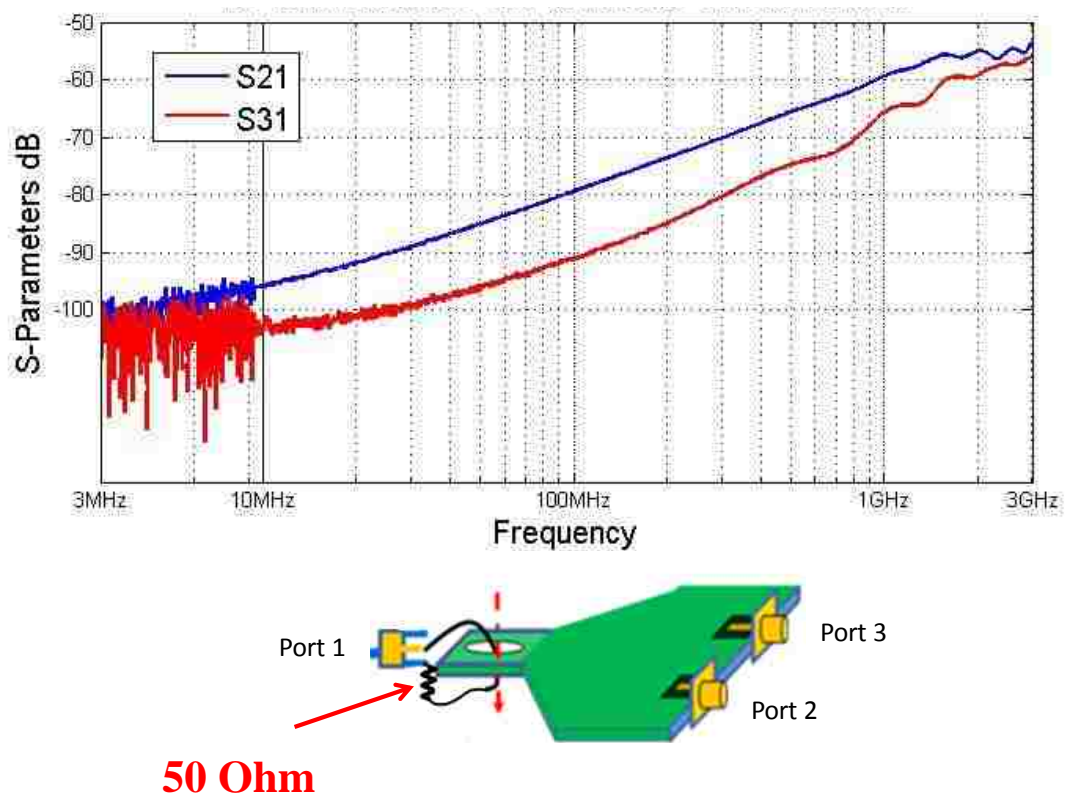 -50
S21
S31
-60
-70
-80
-90
-100
S-Parameters dB
3MHz 10MHz 100MHz 1GHz 3GHz
Frequency
Port 1
Port 3
Port 2
50 Ohm